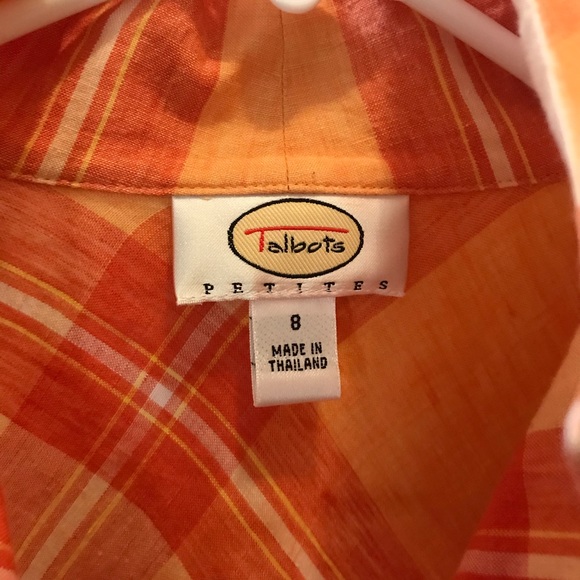 Talbots
PETITES
8
MADE IN
THAILAND